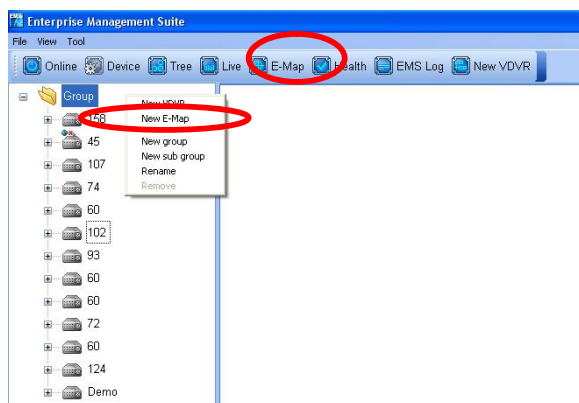 Enterprise Management Suite
File View Tool
Online Device Tree Live E-Map Health EMS Log New VDVR
Group
New VDVR
158
New E-Map
45
New group
107
New sub group
74
Rename
Remove
60
102
93
60
60
72
60
124
Demo